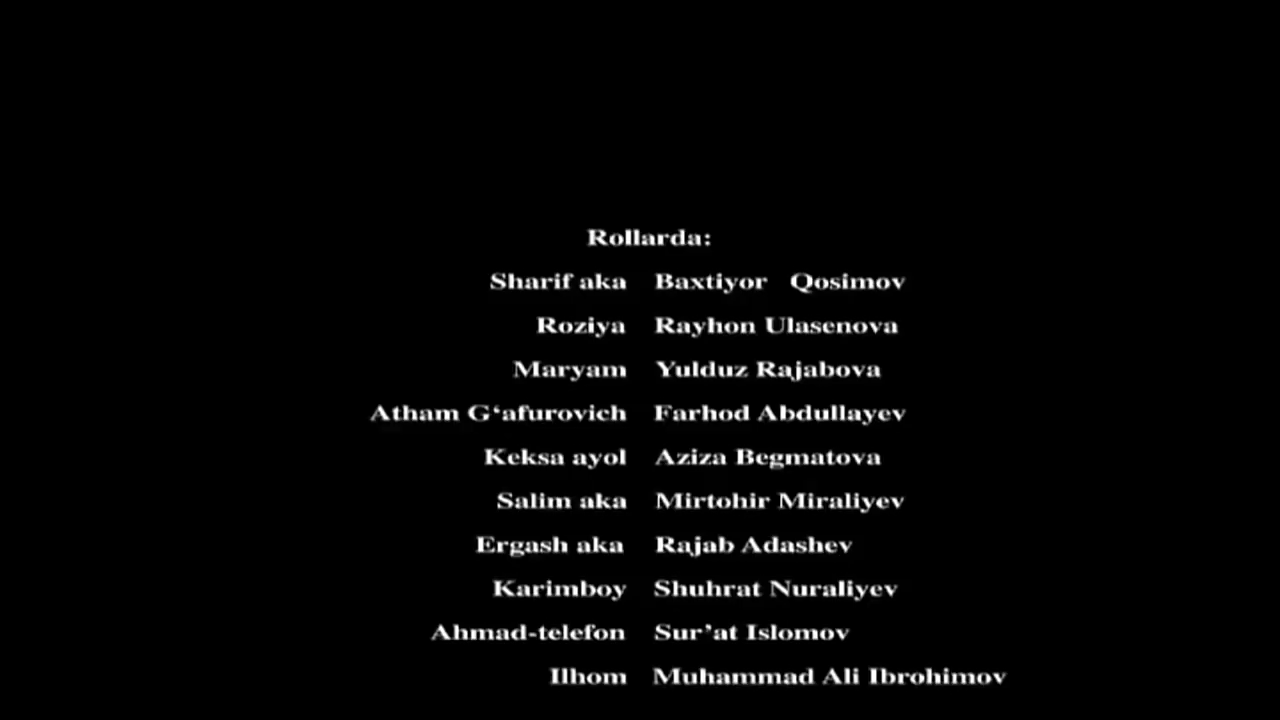 Rollarda:
Sharif aka Baxtiyor Qosimov
Roziya Rayhon Ulasenova
Maryam Yulduz Rajabova
Atham G‘afurovich Farhod Abdullayev
Keksa ayol Aziza Begmatova
Salim aka Mirtohir Miraliyev
Ergash aka Rajab Adashev
Karimboy Shuhrat Nuraliyev
Ahmad-telefon Sur’at Islomov
Ilhom Muhammad Ali Ibrohimov